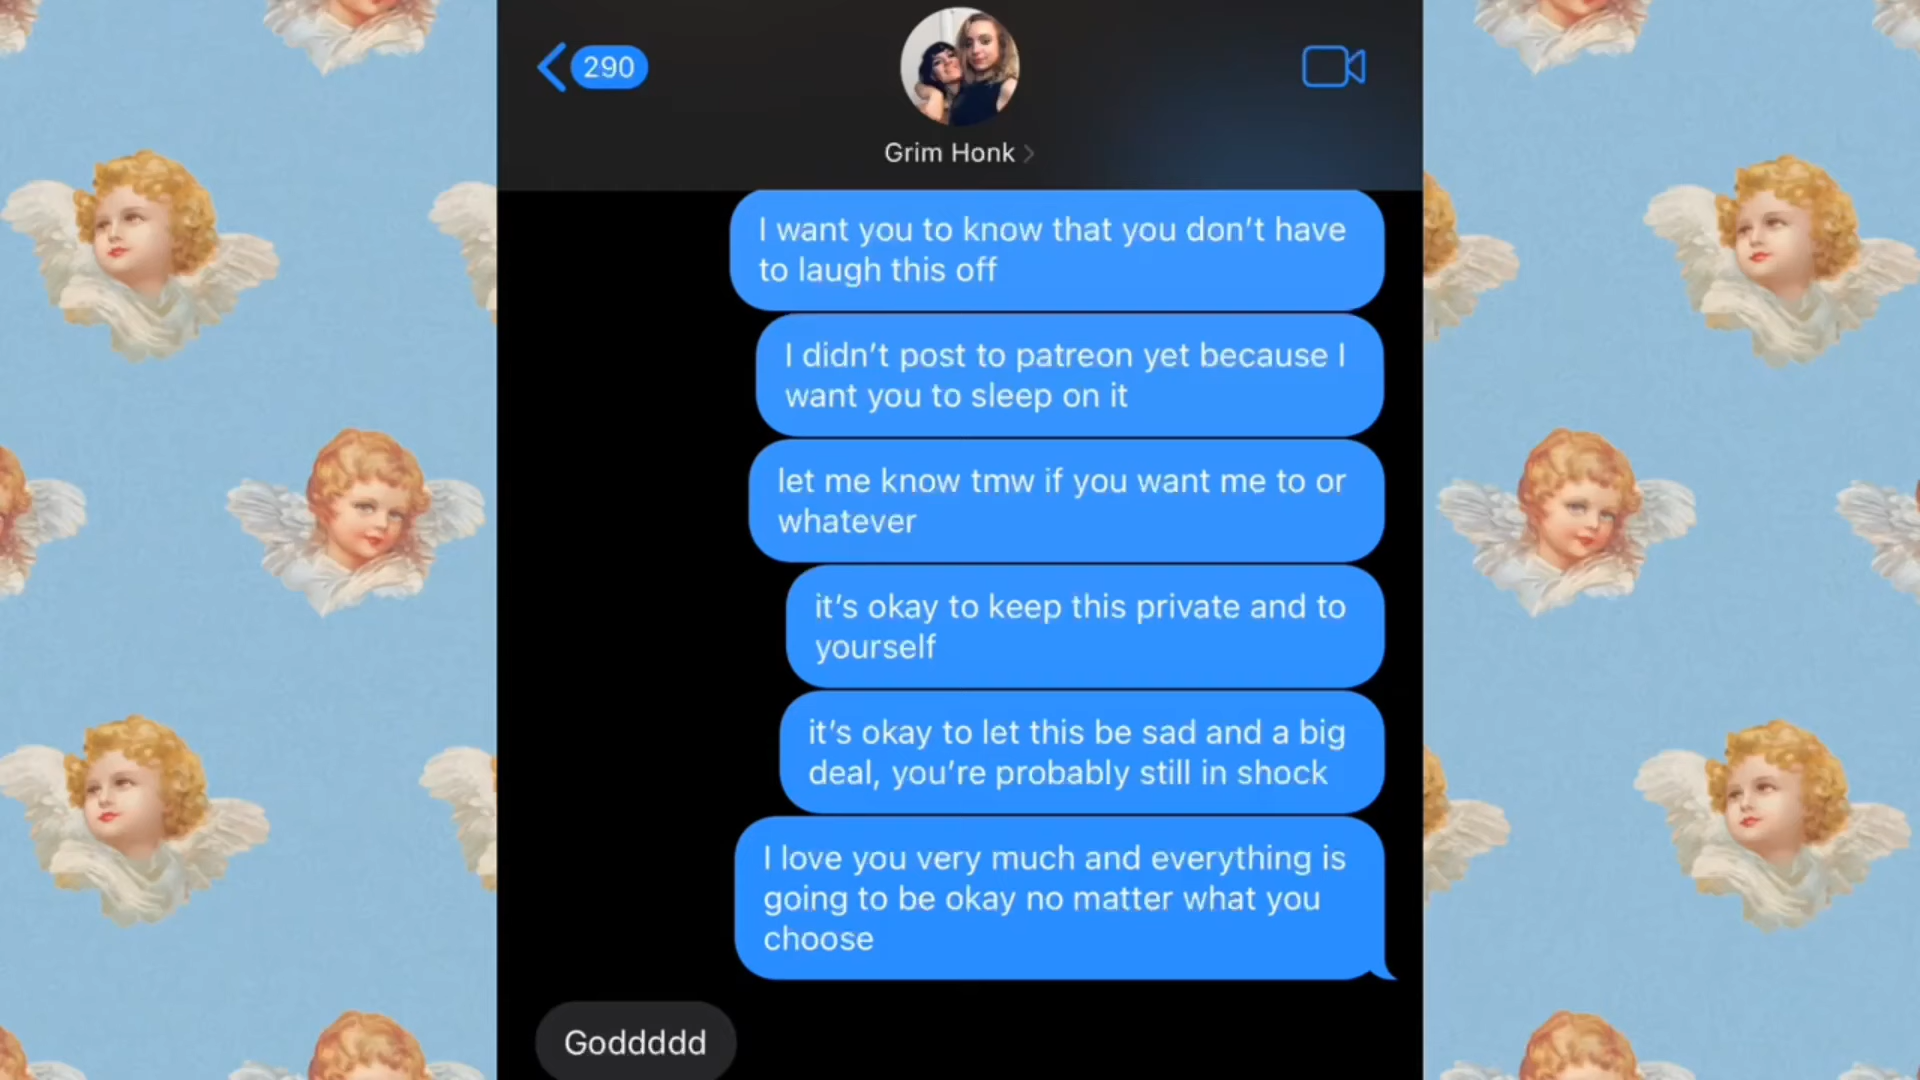 290
Grim Honk
I want you to know that you don’t have
to laugh this off
I didn’t post to patreon yet because I
want you to sleep on it
let me know tmw if you want me to or
whatever
it’s okay to keep this private and to
yourself
it’s okay to let this be sad and a big
deal, you’re probably still in shock
I love you very much and everything is
going to be okay no matter what you
choose
Goddddd